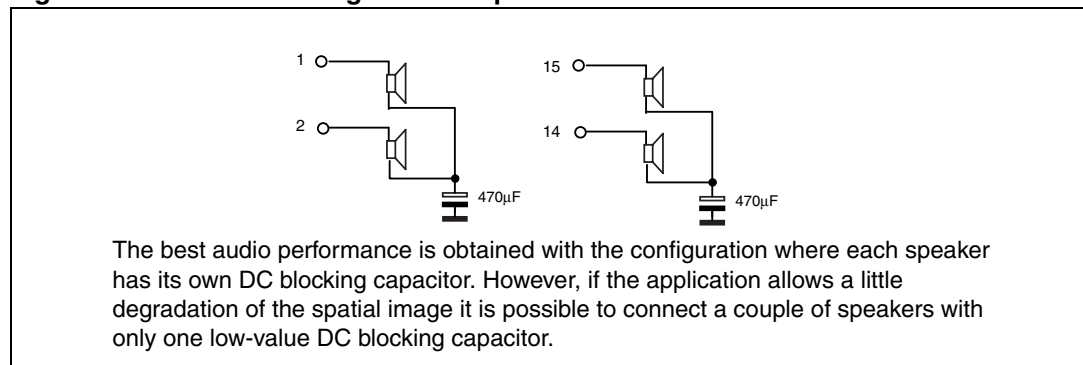 1
15
2
14
470µF
470µF
The best audio performance is obtained with the configuration where each speaker
has its own DC blocking capacitor. However, if the application allows a little
degradation of the spatial image it is possible to connect a couple of speakers with
only one low-value DC blocking capacitor.